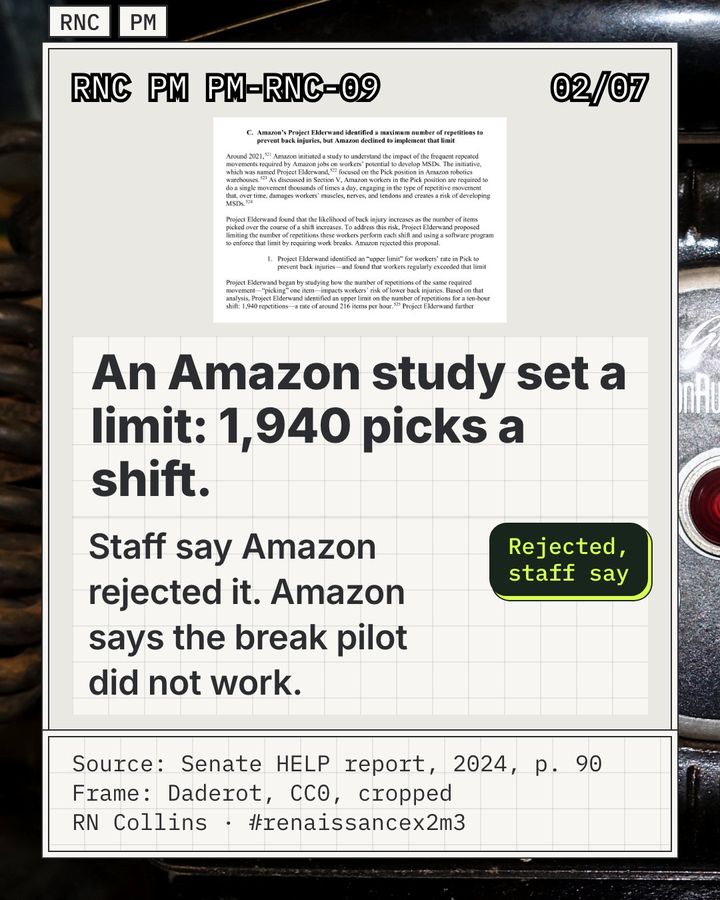 RNC PM
RNC PM PM-RNC-09 02/07
C. Amazon's Project Elderwand identified a maximum number of repetitions to
prevent back injuries, but Amazon declined to implement that limit
Around 2021,521 Amazon initiated a study to understand the impact of the frequent repeated
movements required by Amazon jobs on workers' potential to develop MSDs. The initiative,
which was named Project Elderwand,522 focused on the Pick position in Amazon robotics
warehouses.523 As discussed in Section V, Amazon workers in the Pick position are required to
do a single movement thousands of times a day, engaging in the type of repetitive movement
that, over time, damages workers' muscles, nerves, and tendons and creates a risk of developing
MSDs.524
Project Elderwand found that the likelihood of back injury increases as the number of items
picked over the course of a shift increases. To address this risk, Project Elderwand proposed
limiting the number of repetitions these workers perform each shift and using a software program
to enforce that limit by requiring work breaks. Amazon rejected this proposal.
1. Project Elderwand identified an "upper limit" for workers' rate in Pick to
prevent back injuries—and found that workers regularly exceeded that limit
Project Elderwand began by studying how the number of repetitions of the same required
movement—"picking" one item—impacts workers' risk of lower back injuries. Based on that
analysis, Project Elderwand identified an upper limit on the number of repetitions for a ten-hour
shift: 1,940 repetitions—a rate of around 216 items per hour.525 Project Elderwand further
An Amazon study set a
limit: 1,940 picks a
shift.
Staff say Amazon
rejected it. Amazon
says the break pilot
did not work.
Rejected,
staff say
Source: Senate HELP report, 2024, p. 90
Frame: Daderot, CC0, cropped
RN Collins · #renaissancex2m3